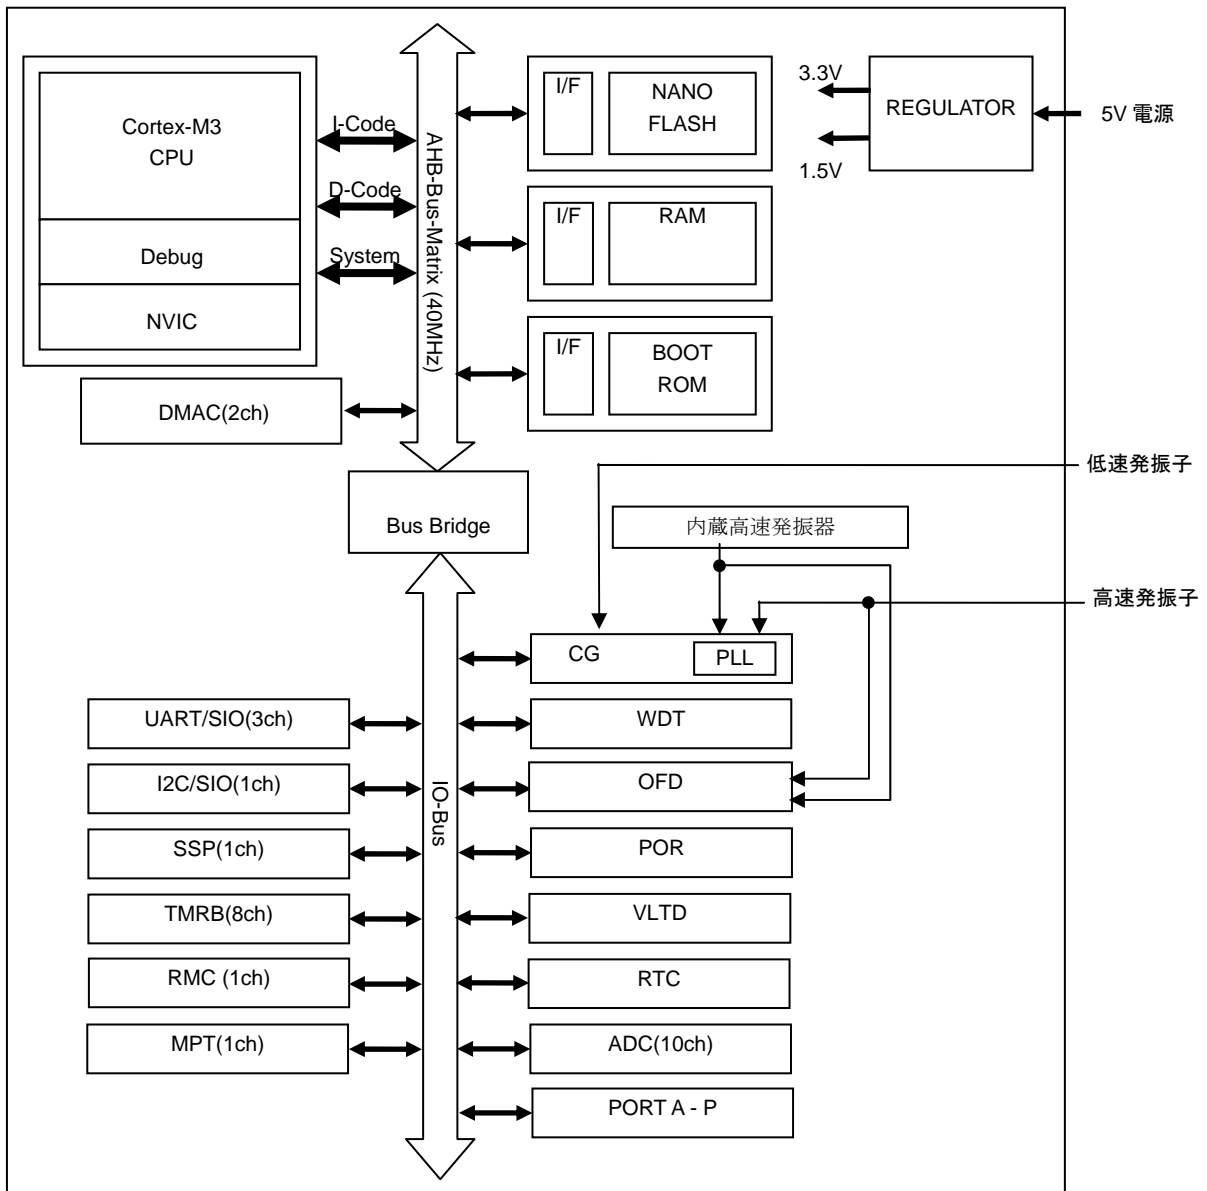 Cortex-M3
CPU
Debug
NVIC
I-Code
D-Code
System
AHB-Bus-Matrix (40MHz)
I/F
NANO
FLASH
I/F
RAM
I/F
BOOT
ROM
3.3V
1.5V
REGULATOR
5V 電源
DMAC(2ch)
Bus Bridge
低速発振子
内蔵高速発振器
高速発振子
CG
PLL
IO-Bus
UART/SIO(3ch)
I2C/SIO(1ch)
SSP(1ch)
TMRB(8ch)
RMC (1ch)
MPT(1ch)
WDT
OFD
POR
VLTD
RTC
ADC(10ch)
PORT A - P